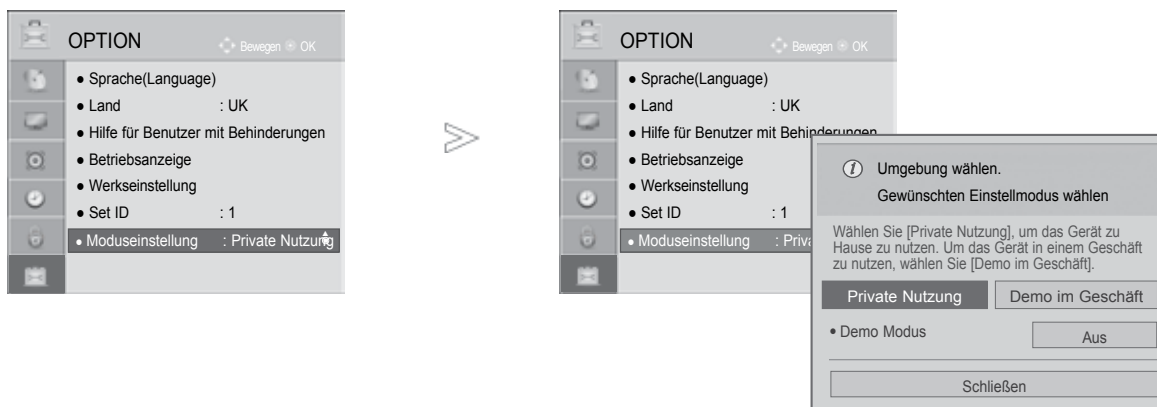 OPTION
Bewegen OK
• Sprache(Language)
• Land : UK
• Hilfe für Benutzer mit Behinderungen
• Betriebsanzeige
• Werkseinstellung
• Set ID : 1
• Moduseinstellung : Private Nutzung
OPTION
Bewegen OK
• Sprache(Language)
• Land : UK
• Hilfe für Benutzer mit Behinderungen
• Betriebsanzeige
• Werkseinstellung
• Set ID : 1
• Moduseinstellung : Priva
i Umgebung wählen.
Gewünschten Einstellmodus wählen
Wählen Sie [Private Nutzung], um das Gerät zu
Hause zu nutzen. Um das Gerät in einem Geschäft
zu nutzen, wählen Sie [Demo im Geschäft].
Private Nutzung Demo im Geschäft
• Demo Modus Aus
Schließen